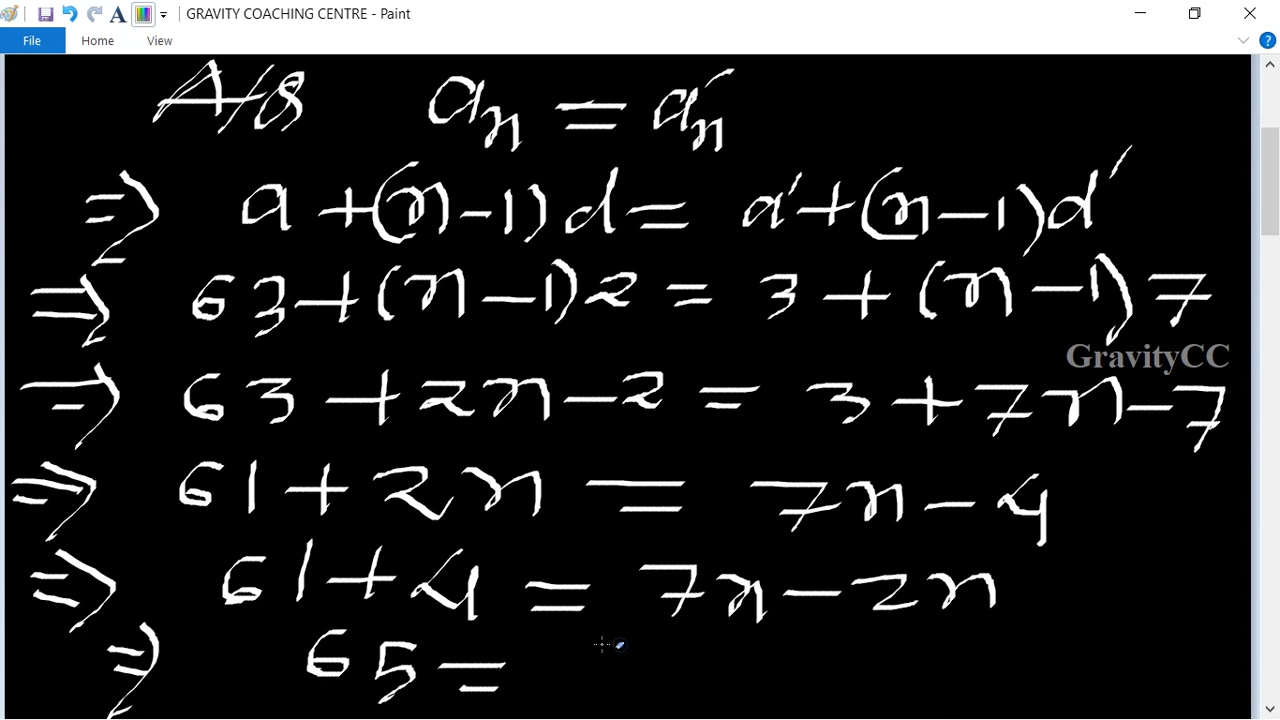 GRAVITY COACHING CENTRE - Paint
File Home View
A/8 aₙ = a'ₙ
⇒ a + (n - 1) d = a' + (n - 1) d'
⇒ 63 + (n - 1) 2 = 3 + (n - 1) 7
GravityCC
⇒ 63 + 2n - 2 = 3 + 7n - 7
⇒ 61 + 2n = 7n - 4
⇒ 61 + 4 = 7n - 2n
⇒ 65 =